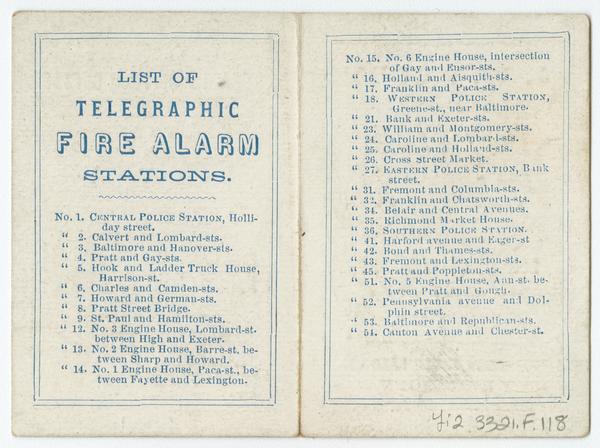 LIST OF
TELEGRAPHIC
FIRE ALARM
STATIONS.
No. 1. CENTRAL POLICE STATION, Holli-
day street.
" 2. Calvert and Lombard-sts.
" 3. Baltimore and Hanover-sts.
" 4. Pratt and Gay-sts.
" 5. Hook and Ladder Truck House,
Harrison-st.
" 6. Charles and Camden-sts.
" 7. Howard and German-sts.
" 8. Pratt Street Bridge.
" 9. St. Paul and Hamilton-sts.
" 12. No. 3 Engine House, Lombard-st.
between High and Exeter.
" 13. No. 2 Engine House, Barre-st. be-
tween Sharp and Howard.
" 14. No. 1 Engine House, Paca-st., be-
tween Fayette and Lexington.
No. 15. No. 6 Engine House, intersection
of Gay and Ensor-sts.
" 16. Holland and Aisquith-sts.
" 17. Franklin and Paca-sts.
" 18. WESTERN POLICE STATION,
Greene-st., near Baltimore.
" 21. Bank and Exeter-sts.
" 23. William and Montgomery-sts.
" 24. Caroline and Lombard-sts.
" 25. Caroline and Holland-sts.
" 26. Cross Street Market.
" 27. EASTERN POLICE STATION, Bank
street.
" 31. Fremont and Columbia-sts.
" 32. Franklin and Chatsworth-sts.
" 34. Belair and Central Avenues.
" 35. Richmond Market House.
" 36. SOUTHERN POLICE STATION.
" 41. Harford avenue and Eager-st
" 42. Bond and Thames-sts.
" 43. Fremont and Lexington-sts.
" 45. Pratt and Poppleton-sts.
" 51. No. 5 Engine House, Ann-st. be-
tween Pratt and Gough.
" 52. Pennsylvania avenue and Dol-
phin street.
" 53. Baltimore and Republican-sts.
" 54. Canton Avenue and Chester-st.
3321.F.118